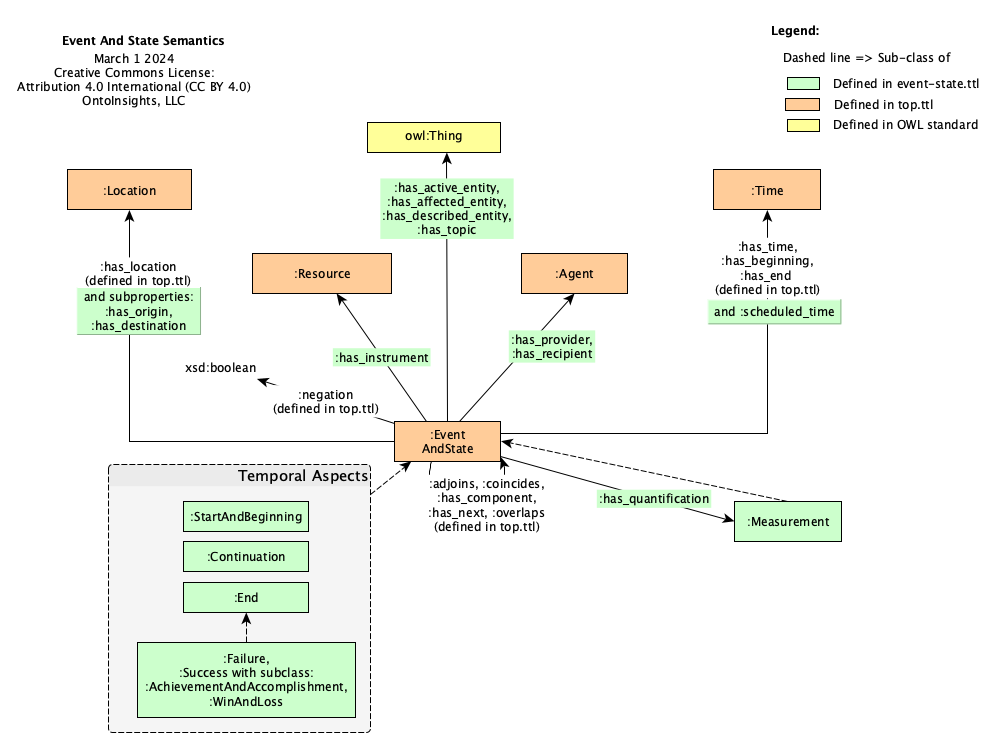 Event And State Semantics
March 1 2024
Creative Commons License:
Attribution 4.0 International (CC BY 4.0)
OntoInsights, LLC
Legend:
Dashed line => Sub-class of
Defined in event-state.ttl
Defined in top.ttl
Defined in OWL standard
owl:Thing
:Location
:Time
:has_active_entity,
:has_affected_entity,
:has_described_entity,
:has_topic
:has_location
(defined in top.ttl)
and subproperties:
:has_origin,
:has_destination
:Resource
:Agent
:has_time,
:has_beginning,
:has_end
(defined in top.ttl)
and :scheduled_time
:has_instrument
:has_provider,
:has_recipient
xsd:boolean
:negation
(defined in top.ttl)
:Event
AndState
Temporal Aspects
:adjoins, :coincides,
:has_component,
:has_next, :overlaps
(defined in top.ttl)
:has_quantification
:Measurement
:StartAndBeginning
:Continuation
:End
:Failure,
:Success with subclass:
:AchievementAndAccomplishment,
:WinAndLoss